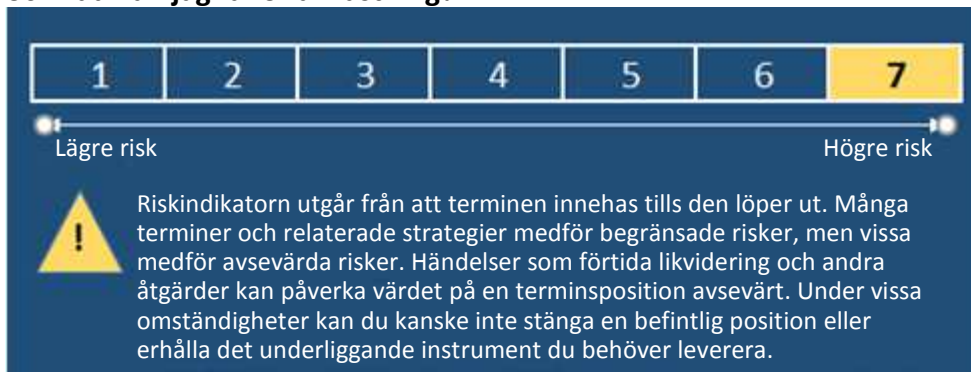 1 2 3 4 5 6 7
Lägre risk Högre risk
Riskindikatorn utgår från att terminen innehas tills den löper ut. Många
! terminer och relaterade strategier medför begränsade risker, men vissa
medför avsevärda risker. Händelser som förtida likvidering och andra
åtgärder kan påverka värdet på en terminsposition avsevärt. Under vissa
omständigheter kan du kanske inte stänga en befintlig position eller
erhålla det underliggande instrument du behöver leverera.